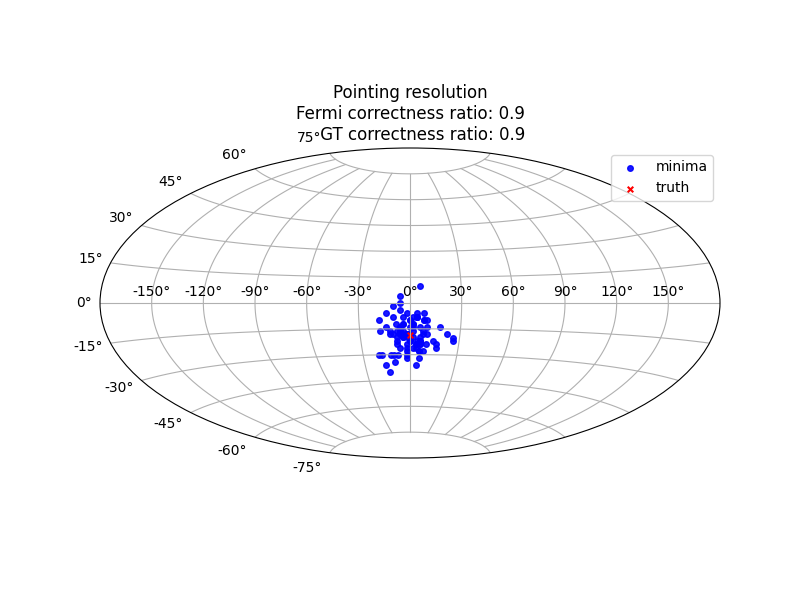 Pointing resolution
Fermi correctness ratio: 0.9
GT correctness ratio: 0.9
75°
60°
45°
30°
15°
0°
-15°
-30°
-45°
-60°
-75°
-150° -120° -90° -60° -30° 0° 30° 60° 90° 120° 150°
minima
truth